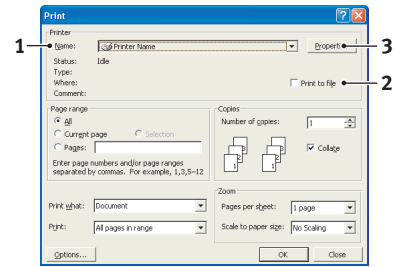 Print
Printer
1 Name: Printer Name Properti 3
Status: Idle
Type:
Where: Print to file 2
Comment:
Page range Copies
All Number of copies: 1
Current page Selection
Pages: Collate
Enter page numbers and/or page ranges
separated by commas. For example, 1,3,5–12
Zoom
Print what: Document Pages per sheet: 1 page
Print: All pages in range Scale to paper size: No Scaling
Options... OK Close